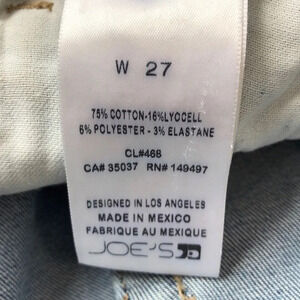 W 27
75% COTTON-16%LYOCELL
6% POLYESTER - 3% ELASTANE
CL#468
CA# 35037 RN# 149497
DESIGNED IN LOS ANGELES
MADE IN MEXICO
FABRIQUE AU MEXIQUE
JOE'S